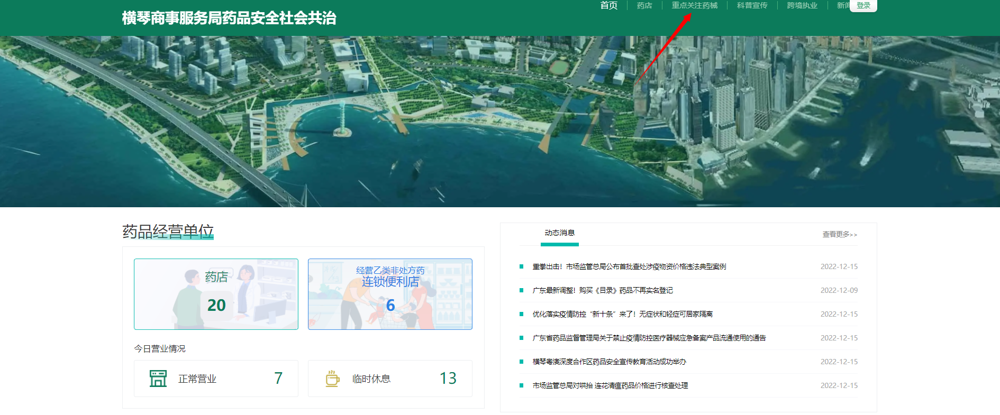 横琴商事服务局药品安全社会共治
首页 药店 重点关注药械 科普宣传 跨境执业 新闻 登录
药品经营单位
药店
20
经营乙类非处方药
连锁便利店
6
今日营业情况
正常营业 7
临时休息 13
动态消息 查看更多>>
重拳出击！市场监管总局公布首批查处涉疫物资价格违法典型案例 2022-12-15
广东最新调整！购买《目录》药品不再实名登记 2022-12-09
优化落实疫情防控“新十条”来了！无症状和轻症可居家隔离 2022-12-15
广东省药品监督管理局关于禁止疫情防控医疗器械应急备案产品流通使用的通告 2022-12-15
横琴粤澳深度合作区药品安全宣传教育活动成功举办 2022-12-15
市场监管总局对哄抬 连花清瘟药品价格进行核查处理 2022-12-15